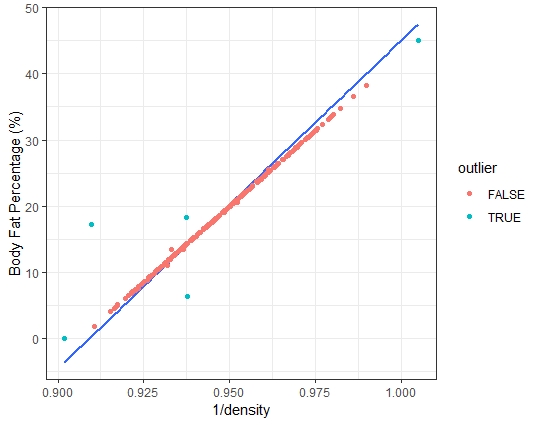 50
40
30
20
10
0
Body Fat Percentage (%)
0.900 0.925 0.950 0.975 1.000
1/density
outlier
FALSE
TRUE